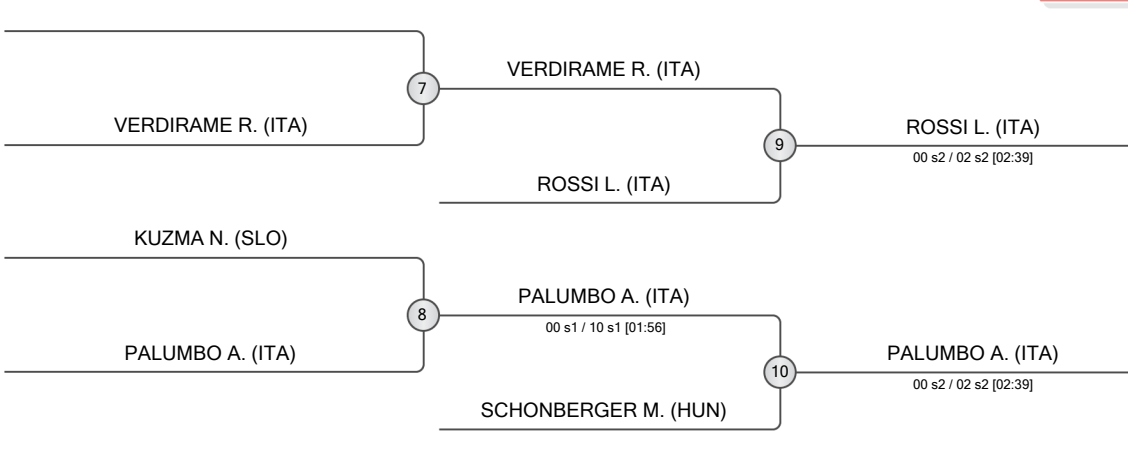 VERDIRAME R. (ITA)
7
VERDIRAME R. (ITA)
ROSSI L. (ITA)
9
ROSSI L. (ITA)
00 s2 / 02 s2 [02:39]
KUZMA N. (SLO)
PALUMBO A. (ITA)
8
PALUMBO A. (ITA)
00 s1 / 10 s1 [01:56]
SCHONBERGER M. (HUN)
10
PALUMBO A. (ITA)
00 s2 / 02 s2 [02:39]